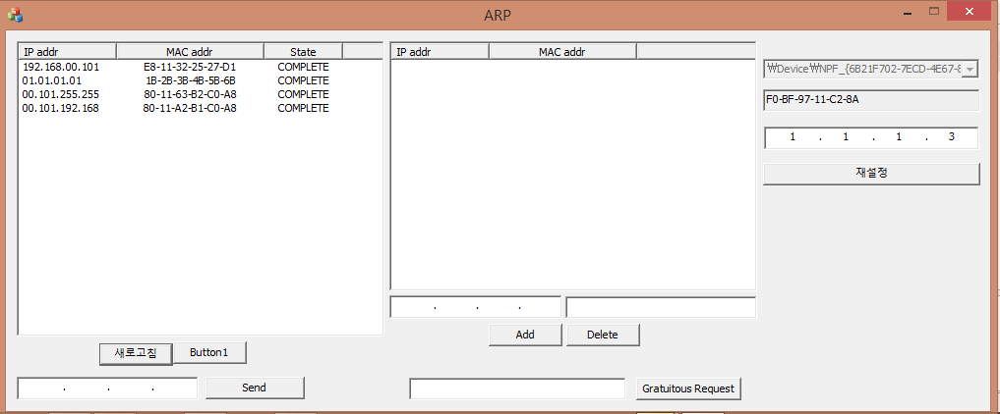 ARP
IP addr MAC addr State
192.168.00.101 E8-11-32-25-27-D1 COMPLETE
01.01.01.01 1B-2B-3B-4B-5B-6B COMPLETE
00.101.255.255 80-11-63-B2-C0-A8 COMPLETE
00.101.192.168 80-11-A2-B1-C0-A8 COMPLETE
새로고침 Button1
. . . Send
IP addr MAC addr
. . .
Add Delete
Gratuitous Request
₩Device₩NPF_{6B21F702-7ECD-4E67-8
F0-BF-97-11-C2-8A
1 . 1 . 1 . 3
재설정